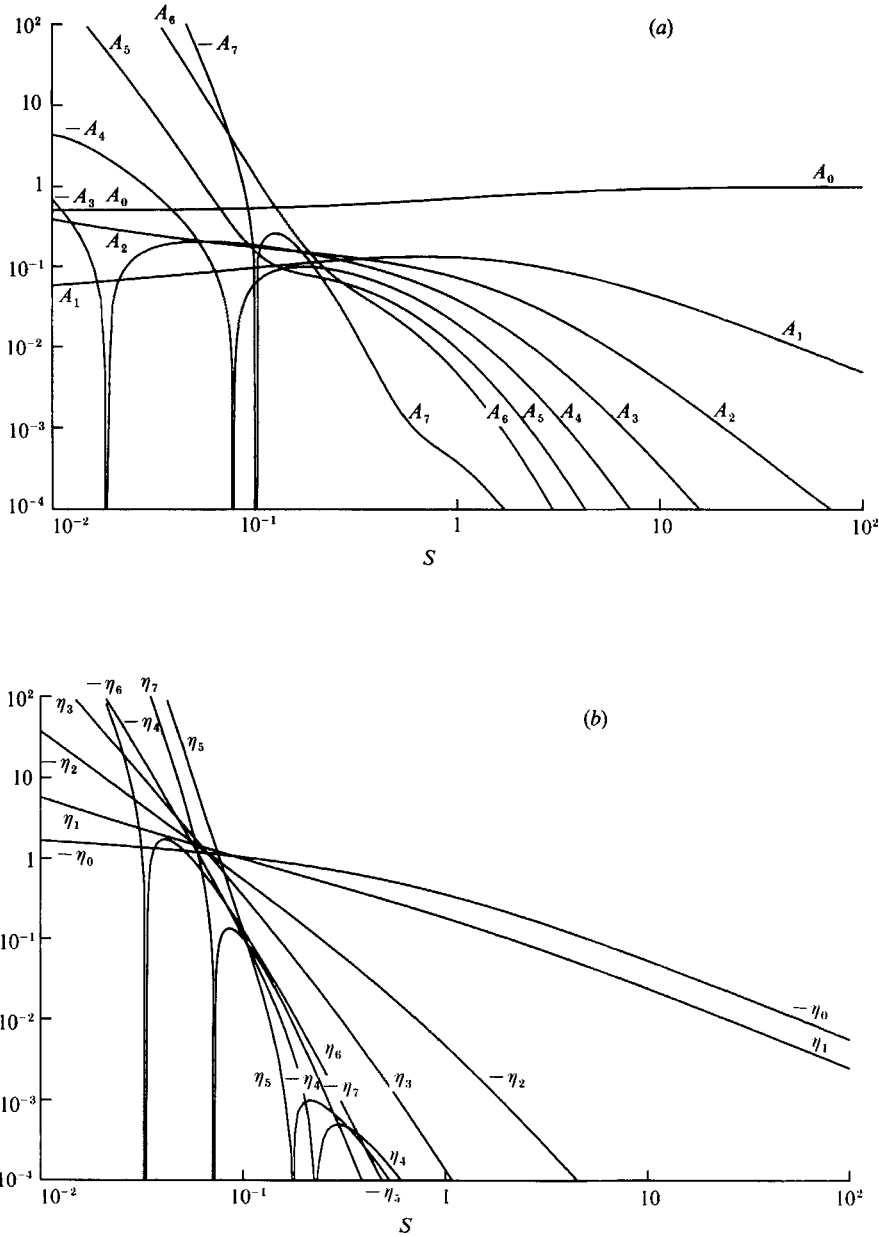 (a)
A₆
−A₇
A₅
10²
10
−A₄
1
−A₃ A₀
A₀
A₂
10⁻¹
A₁
A₁
10⁻²
A₇ A₆ A₅ A₄ A₃ A₂
10⁻³
10⁻⁴
10⁻² 10⁻¹ 1 10 10²
S
(b)
−η₆ η₇
10²
η₃ −η₄ η₅
−η₂
10
η₁
1
−η₀
10⁻¹
10⁻²
−η₀
η₁
η₆
η₅ −η₄ −η₇ η₃ −η₂
10⁻³
η₄
10⁻⁴
−η₅
10⁻² 10⁻¹ 1 10 10²
S